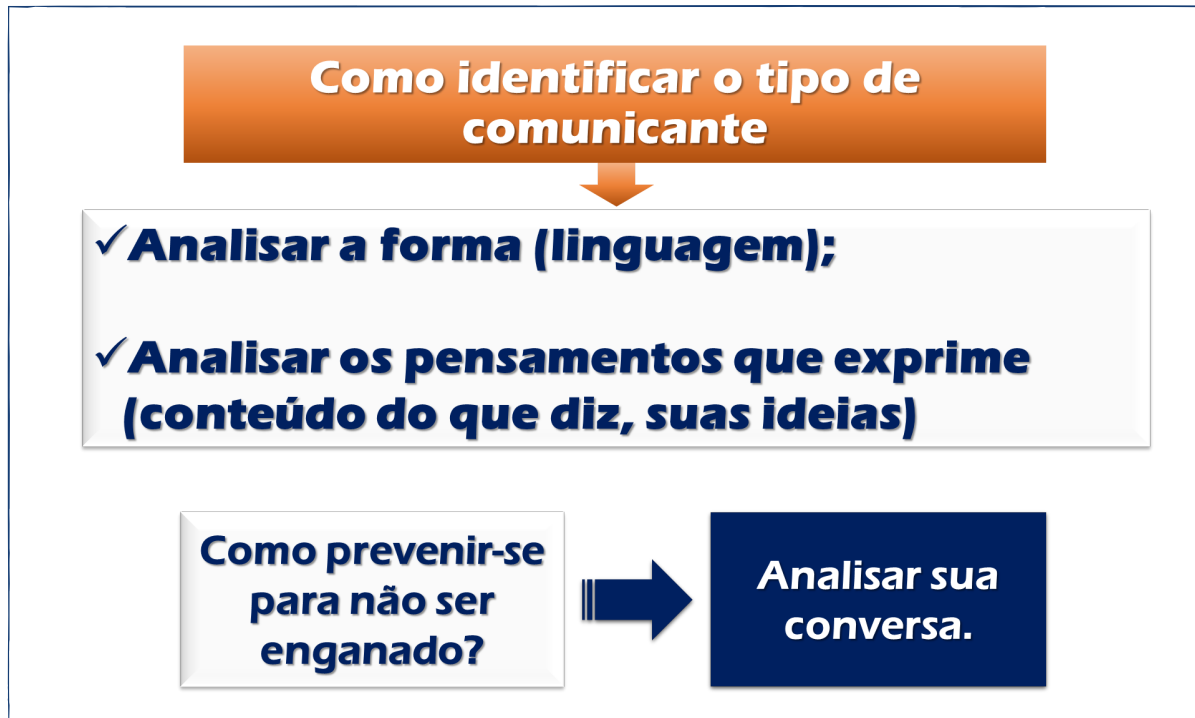 Como identificar o tipo de
comunicante
✓Analisar a forma (linguagem);
✓Analisar os pensamentos que exprime
(conteúdo do que diz, suas ideias)
Como prevenir-se
para não ser
enganado?
Analisar sua
conversa.